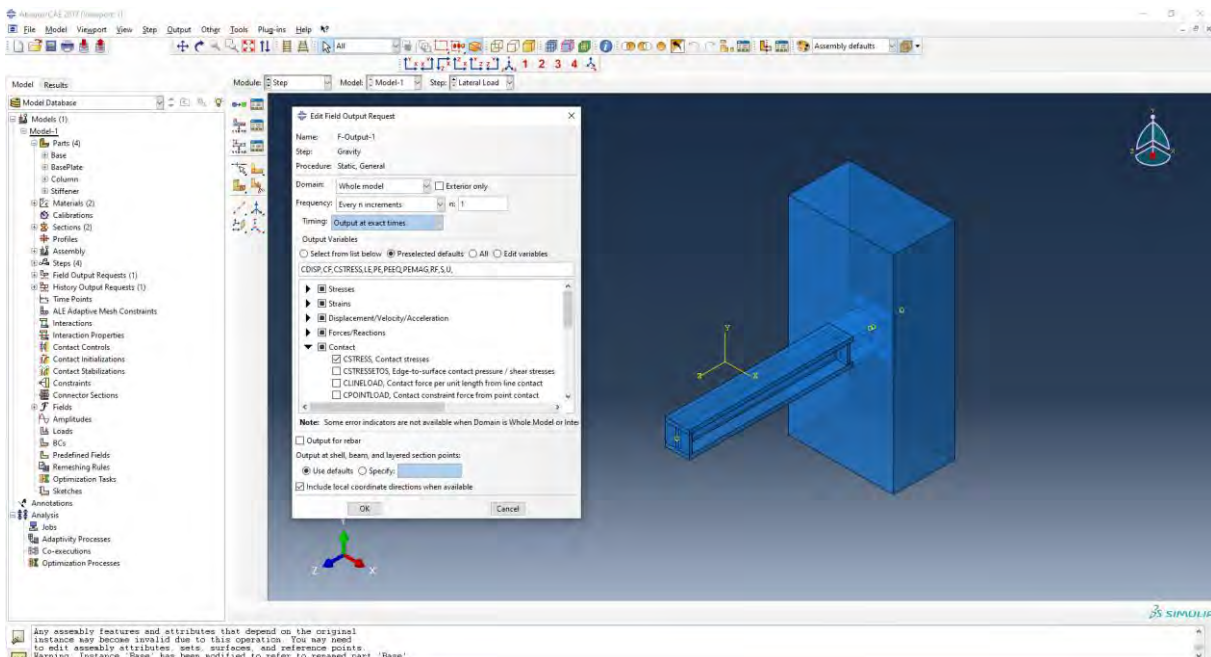 Abaqus/CAE 2017 [Viewport: 1]
File Model Viewport View Step Output Other Tools Plug-ins Help
All
Assembly defaults
1 2 3 4
Model Results
Module: Step Model: Model-1 Step: Lateral Load
Model Database
Models (1)
Model-1
Parts (4)
Base
BasePlate
Column
Stiffener
Materials (2)
Calibrations
Sections (2)
Profiles
Assembly
Steps (4)
Field Output Requests (1)
History Output Requests (1)
Time Points
ALE Adaptive Mesh Constraints
Interactions
Interaction Properties
Contact Controls
Contact Initializations
Contact Stabilizations
Constraints
Connector Sections
Fields
Amplitudes
Loads
BCs
Predefined Fields
Remeshing Rules
Optimization Tasks
Sketches
Annotations
Analysis
Jobs
Adaptivity Processes
Co-executions
Optimization Processes
Edit Field Output Request
Name: F-Output-1
Step: Gravity
Procedure: Static, General
Domain: Whole model Exterior only
Frequency: Every n increments n: 1
Timing: Output at exact times
Output Variables
Select from list below Preselected defaults All Edit variables
CDISP,CF,CSTRESS,LE,PE,PEEQ,PEMAG,RF,S,U,
Stresses
Strains
Displacement/Velocity/Acceleration
Forces/Reactions
Contact
CSTRESS, Contact stresses
CSTRESSETOS, Edge-to-surface contact pressure / shear stresses
CLINELOAD, Contact force per unit length from line contact
CPOINTLOAD, Contact constraint force from point contact
Note: Some error indicators are not available when Domain is Whole Model or Inte
Output for rebar
Output at shell, beam, and layered section points:
Use defaults Specify:
Include local coordinate directions when available
OK Cancel
Y
Z X
Y
Z X
SIMULIA
Any assembly features and attributes that depend on the original
instance may become invalid due to this operation. You may need
to edit assembly attributes, sets, surfaces, and reference points.
Warning: Instance 'Base' has been modified to refer to renamed part 'Base'